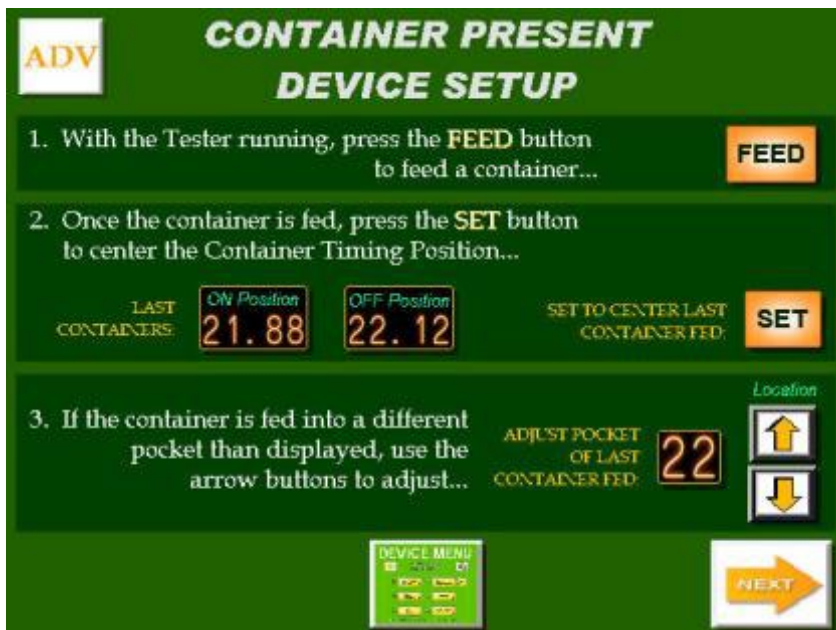 ADV
CONTAINER PRESENT
DEVICE SETUP
1. With the Tester running, press the FEED button
to feed a container...
FEED
2. Once the container is fed, press the SET button
to center the Container Timing Position...
LAST
CONTAINERS:
ON Position
21.88
OFF Position
22.12
SET TO CENTER LAST
CONTAINER FED:
SET
3. If the container is fed into a different
pocket than displayed, use the
arrow buttons to adjust...
ADJUST POCKET
OF LAST
CONTAINER FED:
22
Location
DEVICE MENU
NEXT